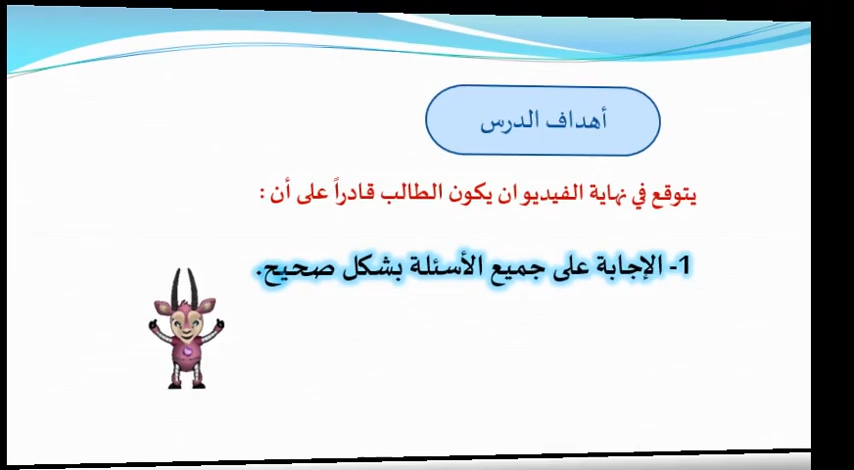 أهداف الدرس
يتوقع في نهاية الفيديو ان يكون الطالب قادراً على أن :
1- الإجابة على جميع الأسئلة بشكل صحيح.